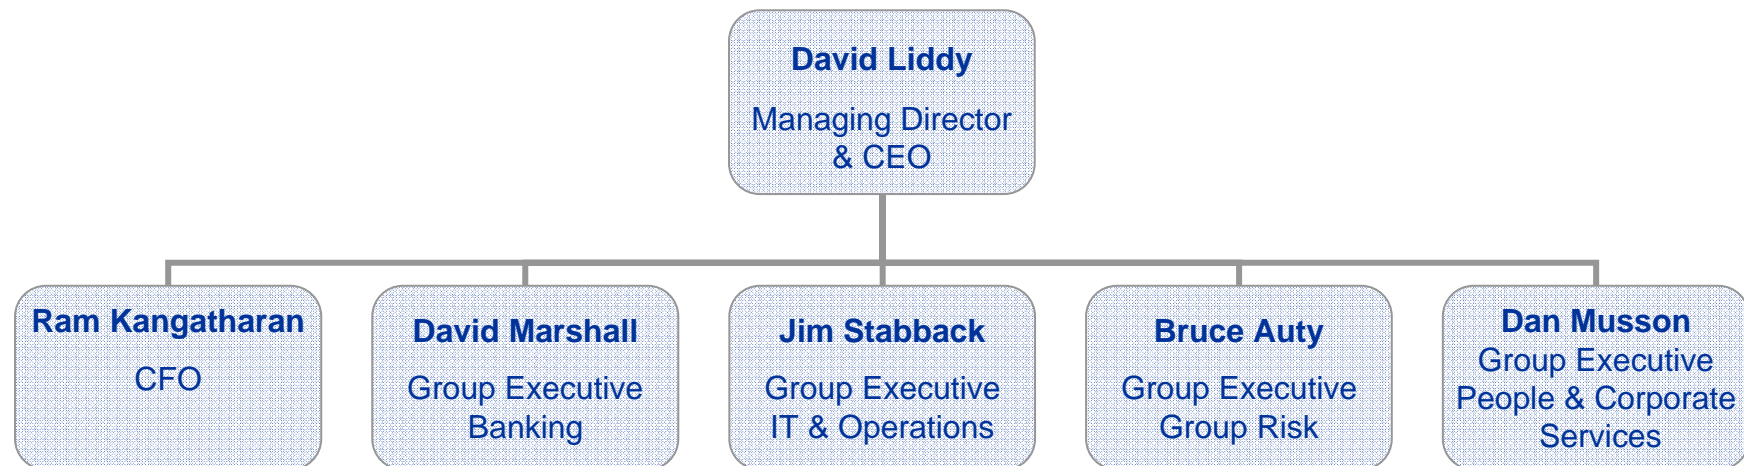 David Liddy
Managing Director
& CEO
Ram Kangatharan
CFO
David Marshall
Group Executive
Banking
Jim Stabback
Group Executive
IT & Operations
Bruce Auty
Group Executive
Group Risk
Dan Musson
Group Executive
People & Corporate
Services